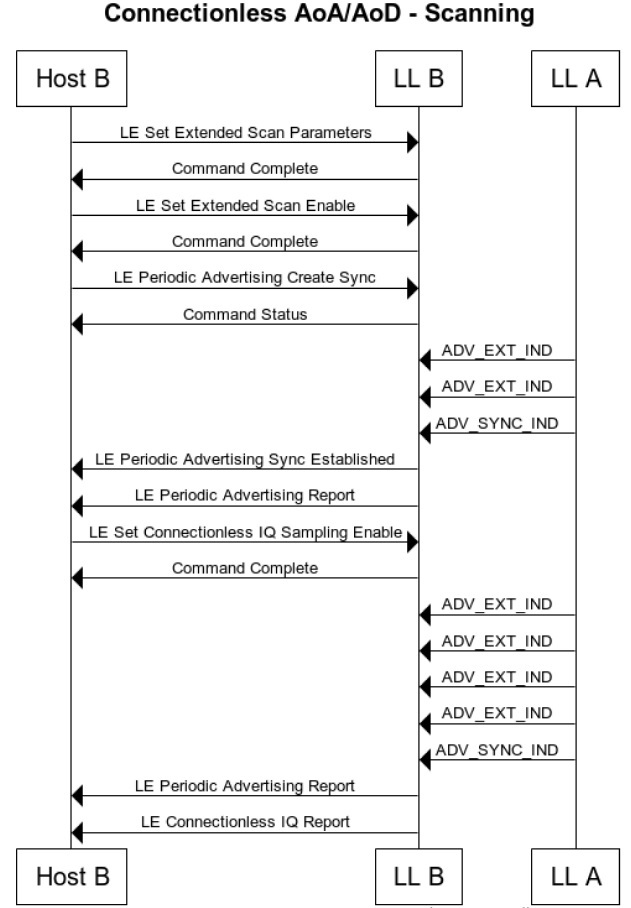 Connectionless AoA/AoD - Scanning
Host B
LL B
LL A
LE Set Extended Scan Parameters
Command Complete
LE Set Extended Scan Enable
Command Complete
LE Periodic Advertising Create Sync
Command Status
ADV_EXT_IND
ADV_EXT_IND
ADV_SYNC_IND
LE Periodic Advertising Sync Established
LE Periodic Advertising Report
LE Set Connectionless IQ Sampling Enable
Command Complete
ADV_EXT_IND
ADV_EXT_IND
ADV_EXT_IND
ADV_EXT_IND
ADV_SYNC_IND
LE Periodic Advertising Report
LE Connectionless IQ Report
Host B
LL B
LL A